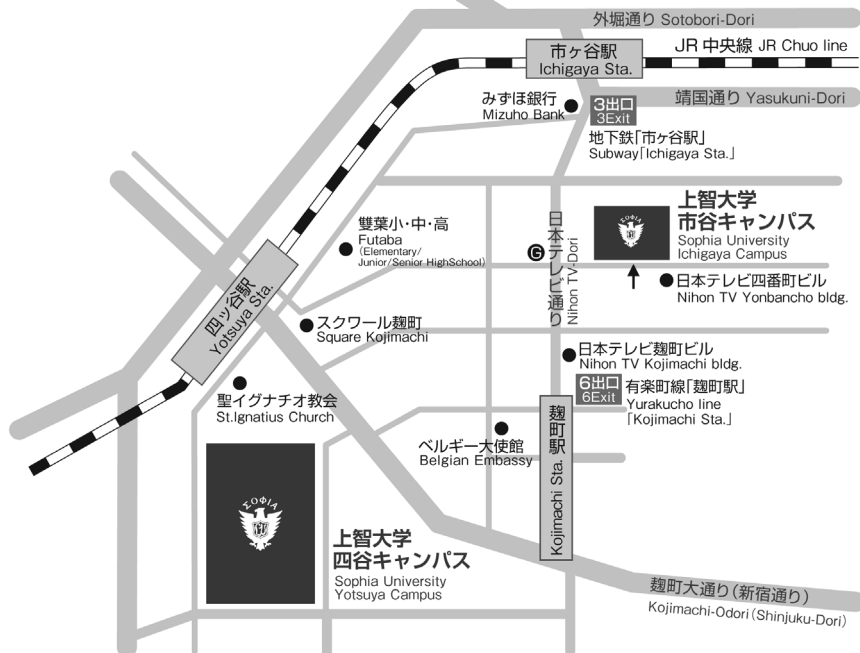 外堀通り Sotobori-Dori
市ヶ谷駅
Ichigaya Sta.
JR 中央線 JR Chuo line
靖国通り Yasukuni-Dori
みずほ銀行
Mizuho Bank
3出口
3Exit
地下鉄「市ヶ谷駅」
Subway「Ichigaya Sta.」
上智大学
市谷キャンパス
Sophia University
Ichigaya Campus
ΣΟΦΙΑ
雙葉小・中・高
Futaba
(Elementary/
Junior/Senior HighSchool)
日本テレビ通り
Nihon TV-Dori
G
日本テレビ四番町ビル
Nihon TV Yonbancho bldg.
四ッ谷駅
Yotsuya Sta.
スクワール麹町
Square Kojimachi
日本テレビ麹町ビル
Nihon TV Kojimachi bldg.
6出口
6Exit
有楽町線「麹町駅」
Yurakucho line
「Kojimachi Sta.」
聖イグナチオ教会
St.Ignatius Church
麹町駅
Kojimachi Sta.
ベルギー大使館
Belgian Embassy
ΣΟΦΙΑ
上智大学
四谷キャンパス
Sophia University
Yotsuya Campus
麹町大通り(新宿通り)
Kojimachi-Odori(Shinjuku-Dori)